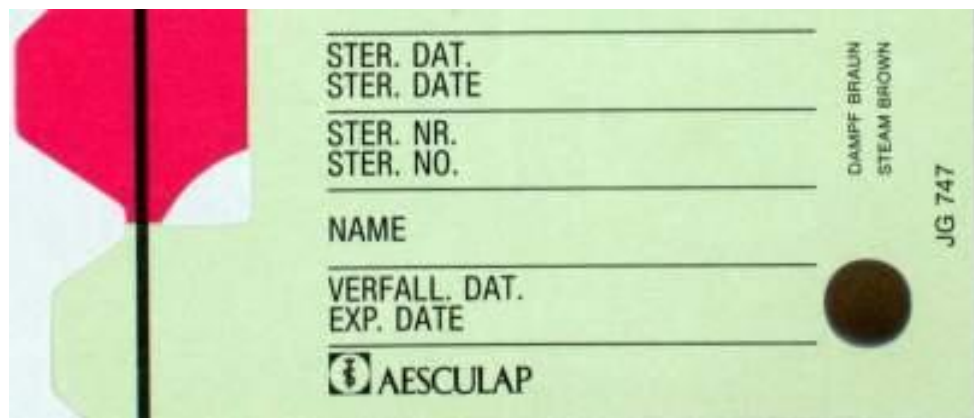 STER. DAT.
STER. DATE
STER. NR.
STER. NO.
NAME
VERFALL. DAT.
EXP. DATE
AESCULAP
DAMPF BRAUN
STEAM BROWN
JG 747